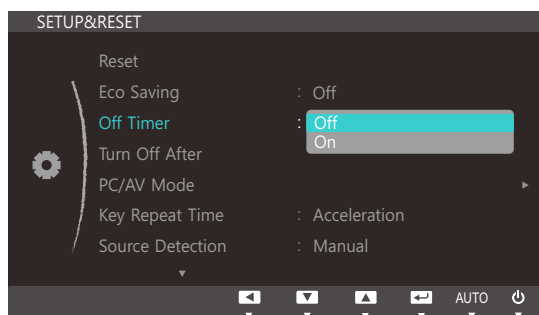 SETUP&RESET
Reset
Eco Saving : Off
Off Timer : Off
On
Turn Off After
PC/AV Mode
Key Repeat Time : Acceleration
Source Detection : Manual
AUTO